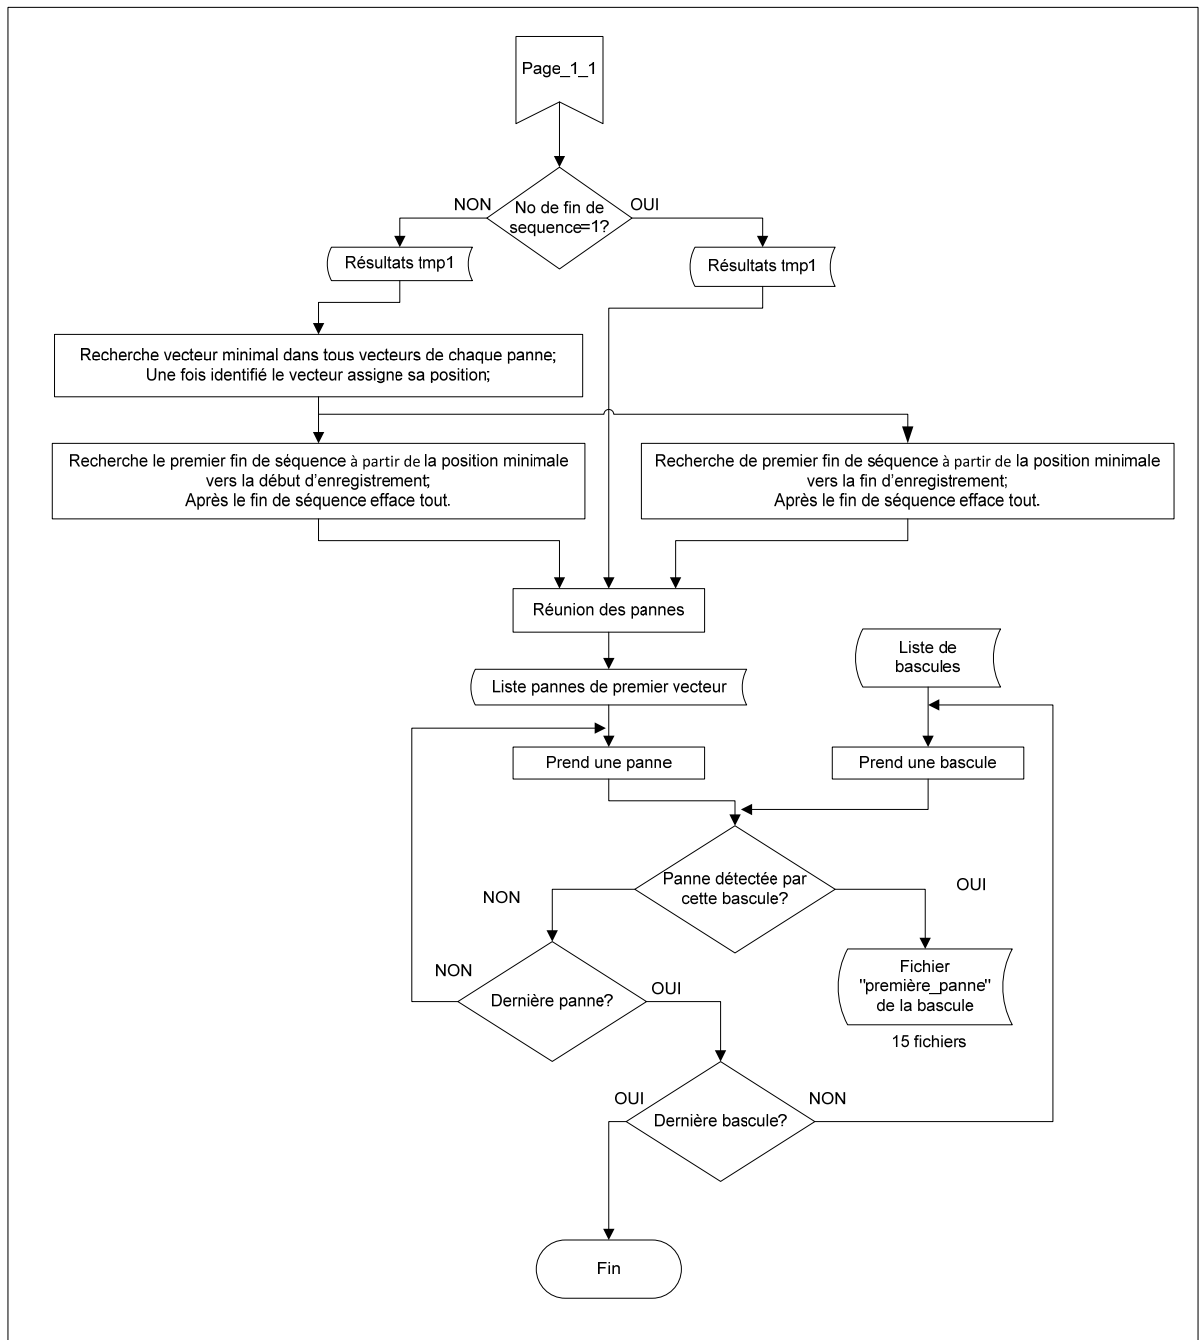 Page_1_1
NON
No de fin de
sequence=1?
OUI
Résultats tmp1
Résultats tmp1
Recherche vecteur minimal dans tous vecteurs de chaque panne;
Une fois identifié le vecteur assigne sa position;
Recherche le premier fin de séquence à partir de la position minimale
vers la début d'enregistrement;
Après le fin de séquence efface tout.
Recherche de premier fin de séquence à partir de la position minimale
vers la fin d'enregistrement;
Après le fin de séquence efface tout.
Réunion des pannes
Liste de
bascules
Liste pannes de premier vecteur
Prend une panne
Prend une bascule
Panne détectée par
cette bascule?
NON
OUI
Fichier
"première_panne"
de la bascule
15 fichiers
NON
Dernière panne?
OUI
OUI
Dernière bascule?
NON
Fin